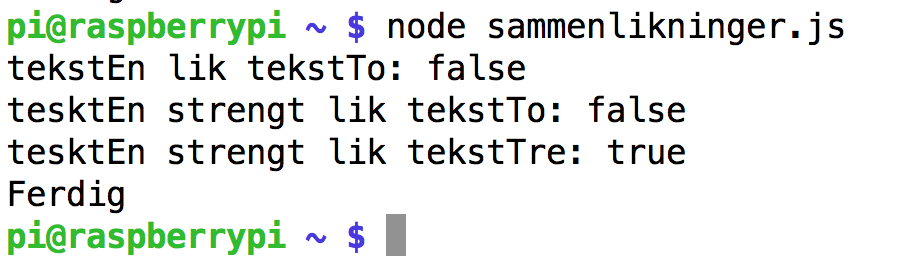 pi@raspberrypi ~ $ node sammenlikninger.js
tekstEn lik tekstTo: false
tesktEn strengt lik tekstTo: false
tesktEn strengt lik tekstTre: true
Ferdig
pi@raspberrypi ~ $